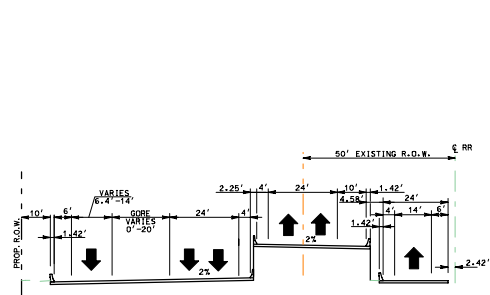 ℄ RR
50' EXISTING R.O.W.
2.25' 4' 24' 10' 1.42'
4.58' 24'
VARIES
6.4'-14'
10' 6' GORE 24' 4' 4' 14' 6'
VARIES
0'-20'
1.42' 1.42'
2%
2.42'
2%
PROP. R.O.W.